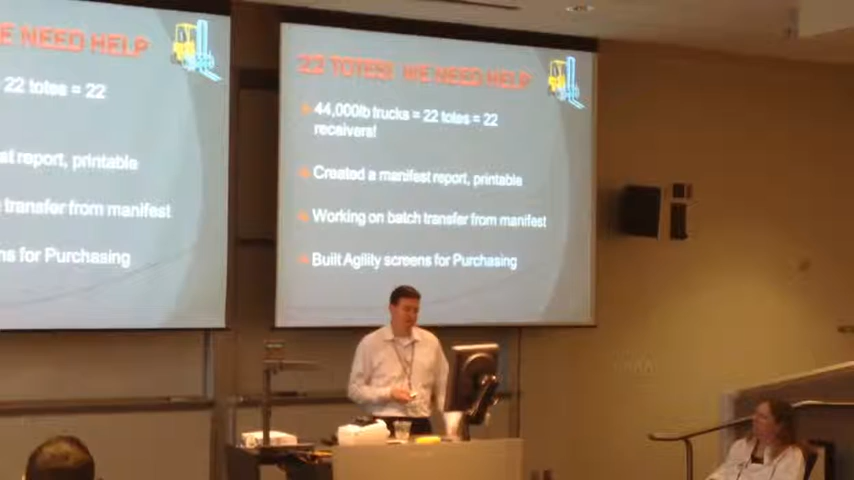 E NEED HELP
22 totes = 22
st report, printable
transfer from manifest
ns for Purchasing
22 TOTES! WE NEED HELP
44,000lb trucks = 22 totes = 22
receivers!
Created a manifest report, printable
Working on batch transfer from manifest
Built Agility screens for Purchasing